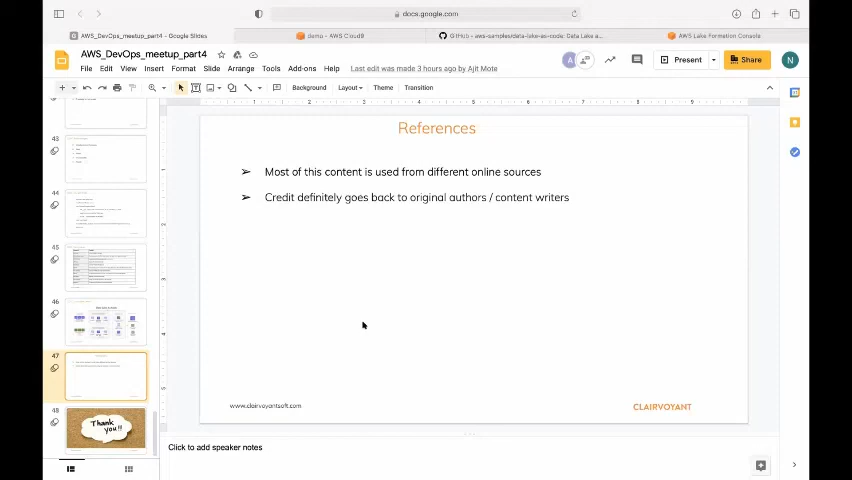 docs.google.com
AWS_DevOps_meetup_part4 - Google Slides
demo - AWS Cloud9
GitHub - aws-samples/data-lake-as-code: Data Lake a...
AWS Lake Formation Console
AWS_DevOps_meetup_part4
File Edit View Insert Format Slide Arrange Tools Add-ons Help Last edit was made 3 hours ago by Ajit Mote
A
Present
Share
N
Background Layout Theme Transition
43
44
45
46
47
48
Thank you!!
References
➢ Most of this content is used from different online sources
➢ Credit definitely goes back to original authors / content writers
www.clairvoyantsoft.com
CLAIRVOYANT
Click to add speaker notes